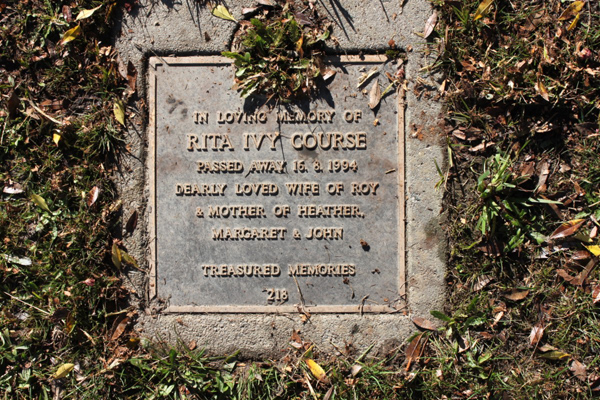 IN LOVING MEMORY OF
RITA IVY COURSE
PASSED AWAY 16.8.1994
DEARLY LOVED WIFE OF ROY
& MOTHER OF HEATHER,
MARGARET & JOHN
TREASURED MEMORIES
218